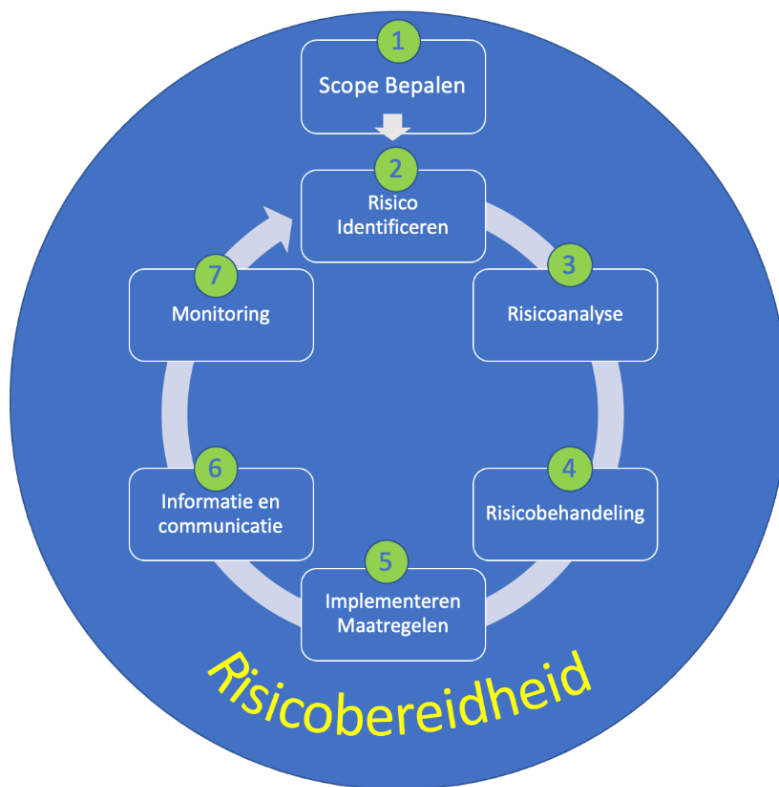 1
Scope Bepalen
2
Risico
Identificeren
3
Risicoanalyse
4
Risicobehandeling
5
Implementeren
Maatregelen
6
Informatie en
communicatie
7
Monitoring
Risicobereidheid